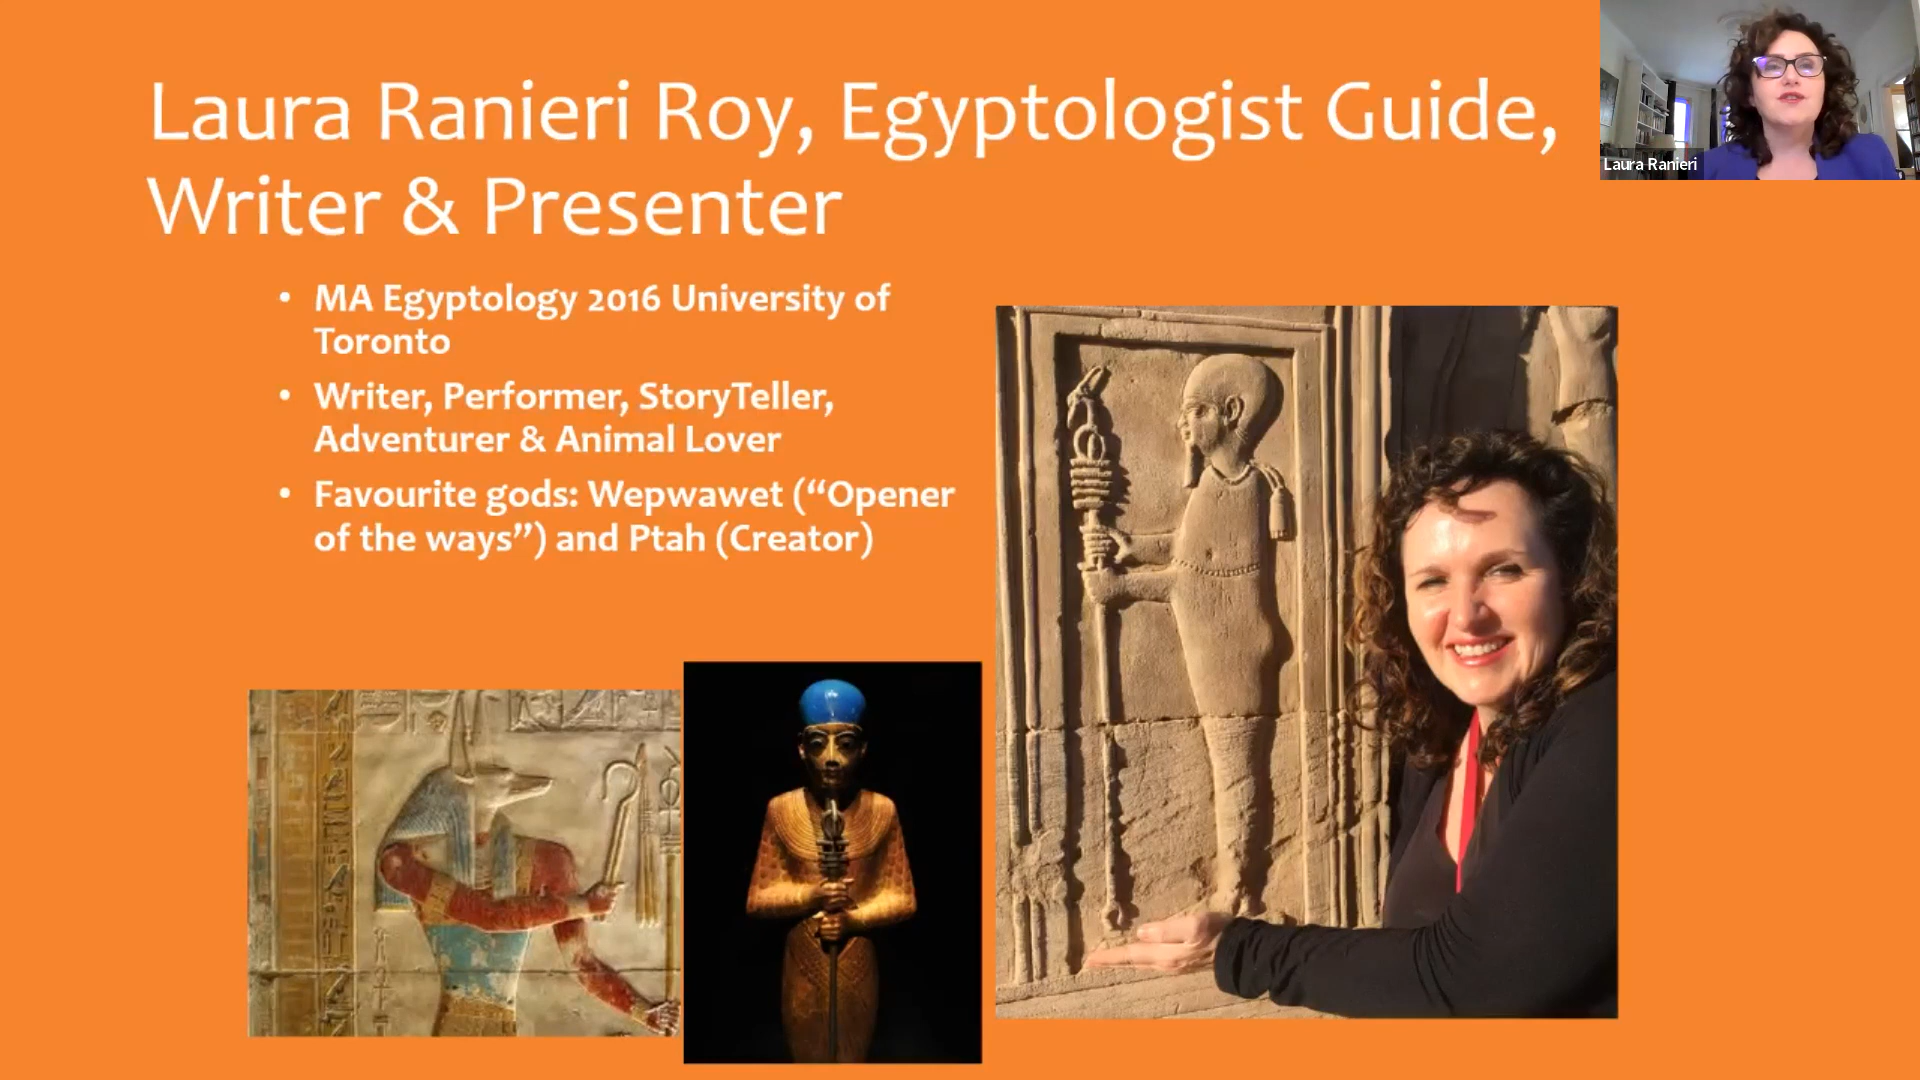 Laura Ranieri Roy, Egyptologist Guide,
Writer & Presenter
Laura Ranieri
• MA Egyptology 2016 University of
Toronto
• Writer, Performer, StoryTeller,
Adventurer & Animal Lover
• Favourite gods: Wepwawet (“Opener
of the ways”) and Ptah (Creator)